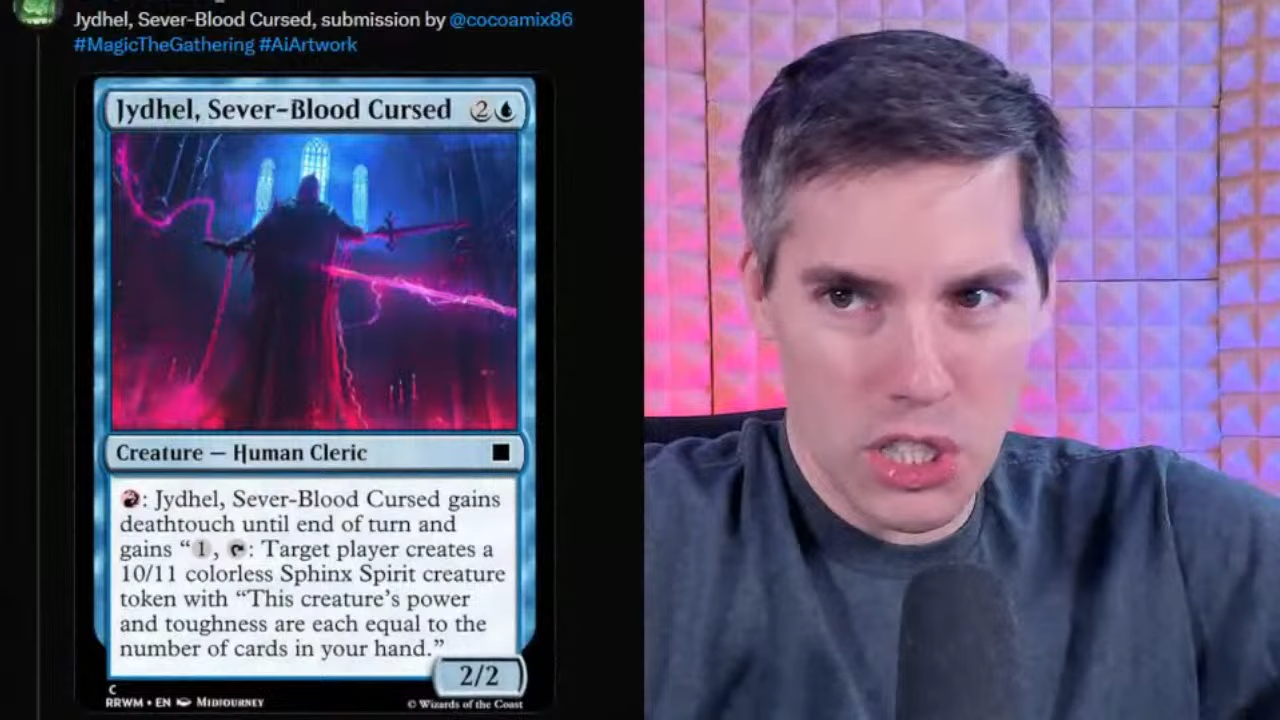 Jydhel, Sever-Blood Cursed, submission by @cocoamix86
#MagicTheGathering #AiArtwork
Jydhel, Sever-Blood Cursed 2
Creature — Human Cleric
: Jydhel, Sever-Blood Cursed gains
deathtouch until end of turn and
gains “1, : Target player creates a
10/11 colorless Sphinx Spirit creature
token with “This creature’s power
and toughness are each equal to the
number of cards in your hand.”
2/2
C
RRWM • EN Midjourney
© Wizards of the Coast